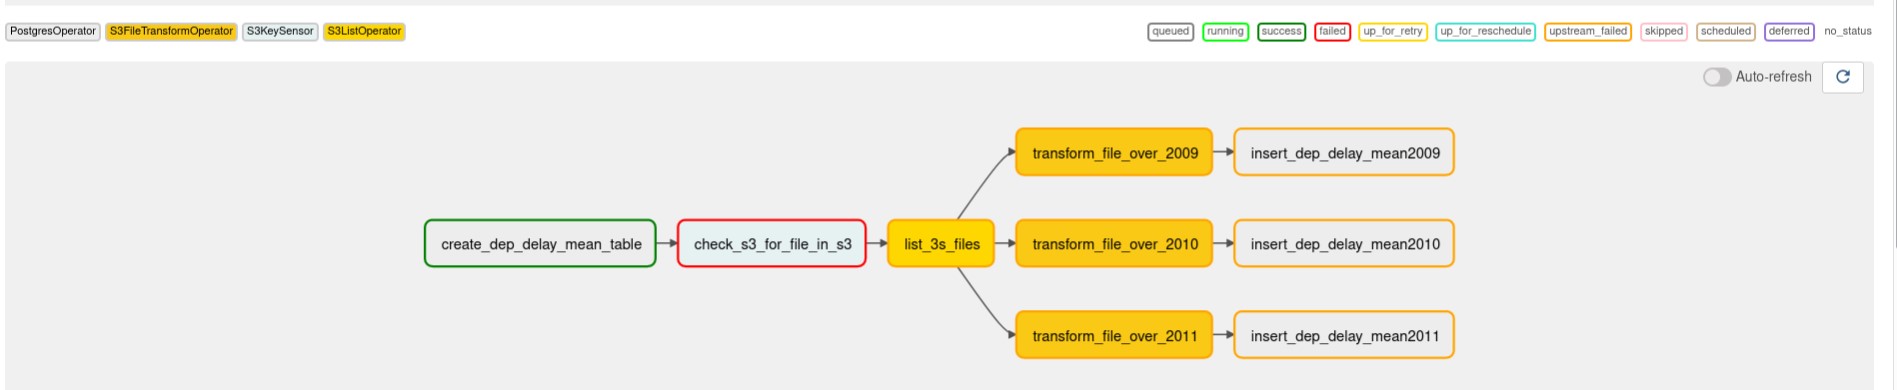 PostgresOperator S3FileTransformOperator S3KeySensor S3ListOperator queued running success failed up_for_retry up_for_reschedule upstream_failed skipped scheduled deferred no_status
Auto-refresh
transform_file_over_2009 insert_dep_delay_mean2009
create_dep_delay_mean_table check_s3_for_file_in_s3 list_3s_files transform_file_over_2010 insert_dep_delay_mean2010
transform_file_over_2011 insert_dep_delay_mean2011